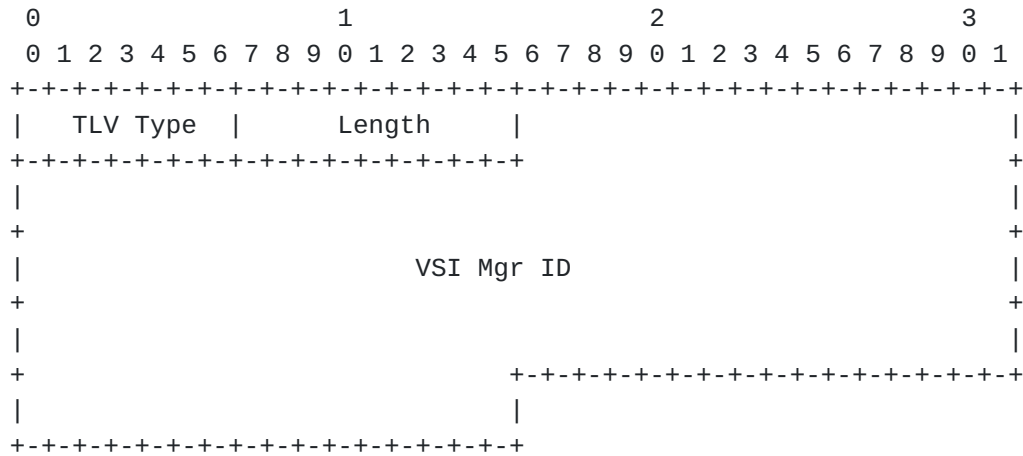 0                   1                   2                   3
 0 1 2 3 4 5 6 7 8 9 0 1 2 3 4 5 6 7 8 9 0 1 2 3 4 5 6 7 8 9 0 1
+-+-+-+-+-+-+-+-+-+-+-+-+-+-+-+-+-+-+-+-+-+-+-+-+-+-+-+-+-+-+-+-+
|   TLV Type  |      Length     |                               |
+-+-+-+-+-+-+-+-+-+-+-+-+-+-+-+-+                               +
|                                                               |
+                                                               +
|                         VSI Mgr ID                            |
+                                                               +
|                                                               |
+                               +-+-+-+-+-+-+-+-+-+-+-+-+-+-+-+-+
|                               |
+-+-+-+-+-+-+-+-+-+-+-+-+-+-+-+-+